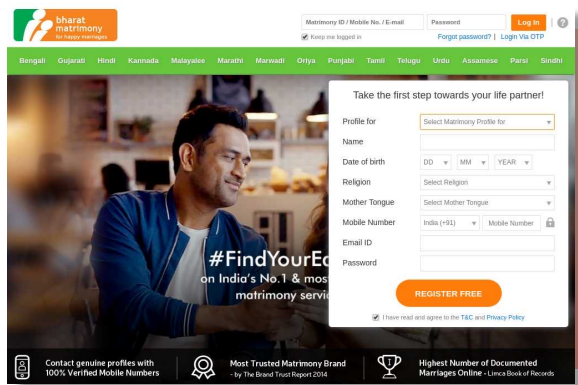 bharat
matrimony
for happy marriages
Matrimony ID / Mobile No. / E-mail
Password
Log In
Keep me logged in
Forgot password? | Login Via OTP
Bengali Gujarati Hindi Kannada Malayalee Marathi Marwadi Oriya Punjabi Tamil Telugu Urdu Assamese Parsi Sindhi
Take the first step towards your life partner!
Profile for Select Matrimony Profile for
Name
Date of birth DD MM YEAR
Religion Select Religion
Mother Tongue Select Mother Tongue
Mobile Number India (+91) Mobile Number
Email ID
Password
REGISTER FREE
I have read and agree to the T&C and Privacy Policy
#FindYourEq
on India's No.1 & mos
matrimony servi
Contact genuine profiles with
100% Verified Mobile Numbers
Most Trusted Matrimony Brand
- by The Brand Trust Report 2014
Highest Number of Documented
Marriages Online - Limca Book of Records